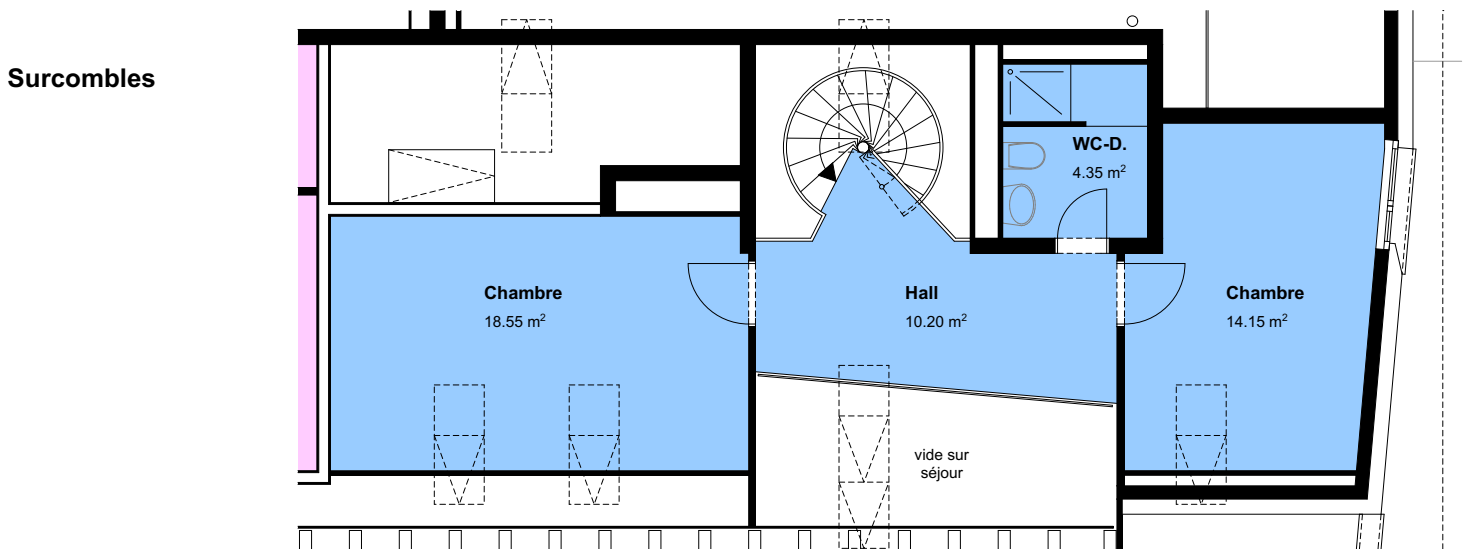 Surcombles
WC-D.
4.35 m²
Chambre
18.55 m²
Hall
10.20 m²
Chambre
14.15 m²
vide sur
séjour